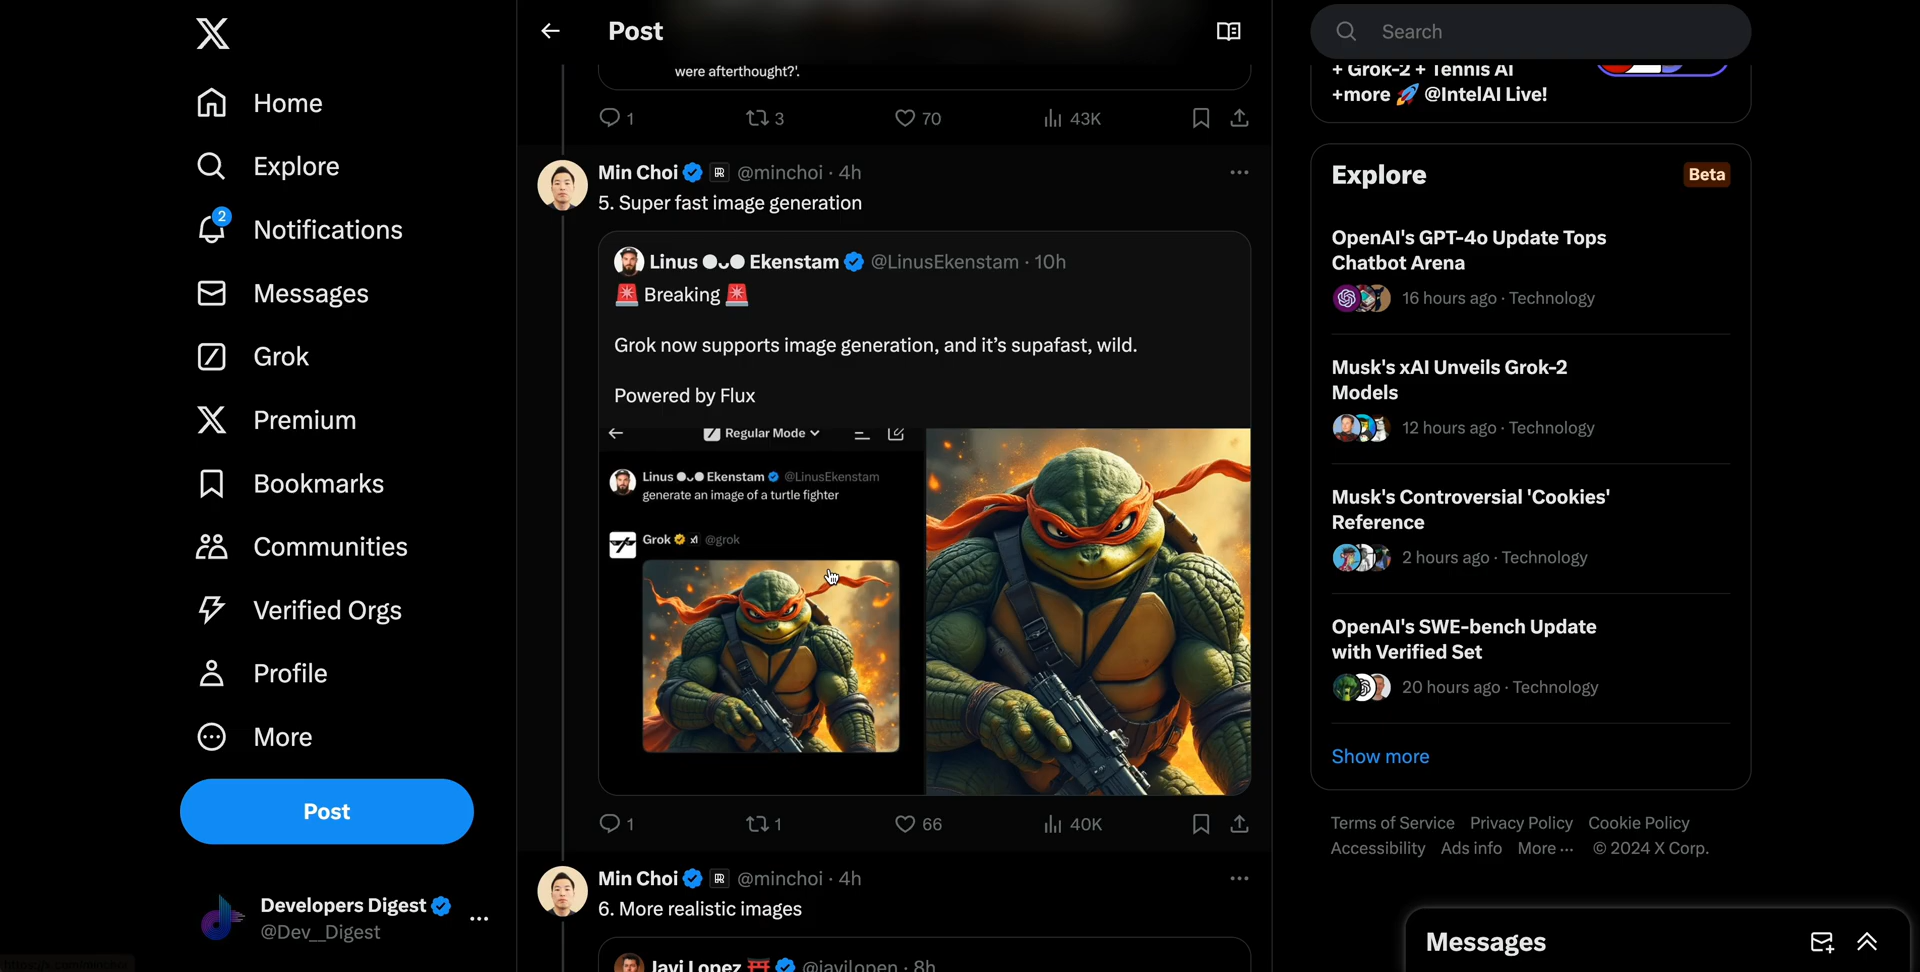 Home
Explore
2
Notifications
Messages
Grok
Premium
Bookmarks
Communities
Verified Orgs
Profile
More
Post
Developers Digest
@Dev__Digest
Post
were afterthought?'.
1
3
70
43K
Min Choi @minchoi · 4h
5. Super fast image generation
Linus Ekenstam @LinusEkenstam · 10h
🚨 Breaking 🚨
Grok now supports image generation, and it’s supafast, wild.
Powered by Flux
Regular Mode
Linus Ekenstam @LinusEkenstam
generate an image of a turtle fighter
Grok @grok
1
1
66
40K
Min Choi @minchoi · 4h
6. More realistic images
Javi Lopez @javilopen · 8h
Search
+ Grok-2 + Tennis AI
+more 🚀 @IntelAI Live!
Explore
Beta
OpenAI's GPT-4o Update Tops
Chatbot Arena
16 hours ago · Technology
Musk's xAI Unveils Grok-2
Models
12 hours ago · Technology
Musk's Controversial 'Cookies'
Reference
2 hours ago · Technology
OpenAI's SWE-bench Update
with Verified Set
20 hours ago · Technology
Show more
Terms of Service Privacy Policy Cookie Policy
Accessibility Ads info More ··· © 2024 X Corp.
Messages